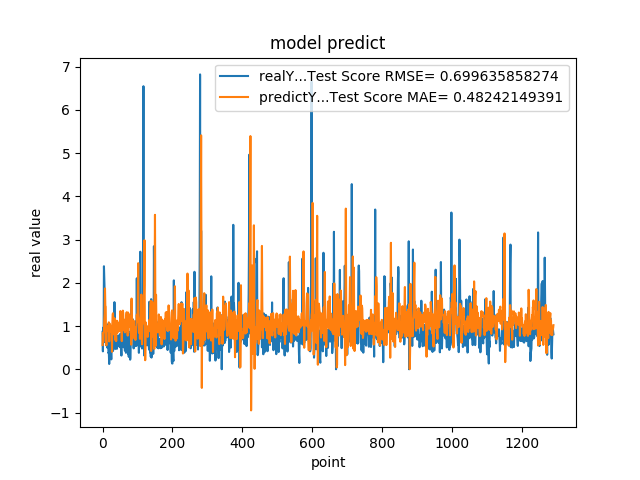 model predict
realY...Test Score RMSE= 0.699635858274
predictY...Test Score MAE= 0.48242149391
7
6
5
4
3
2
1
0
−1
real value
0 200 400 600 800 1000 1200
point